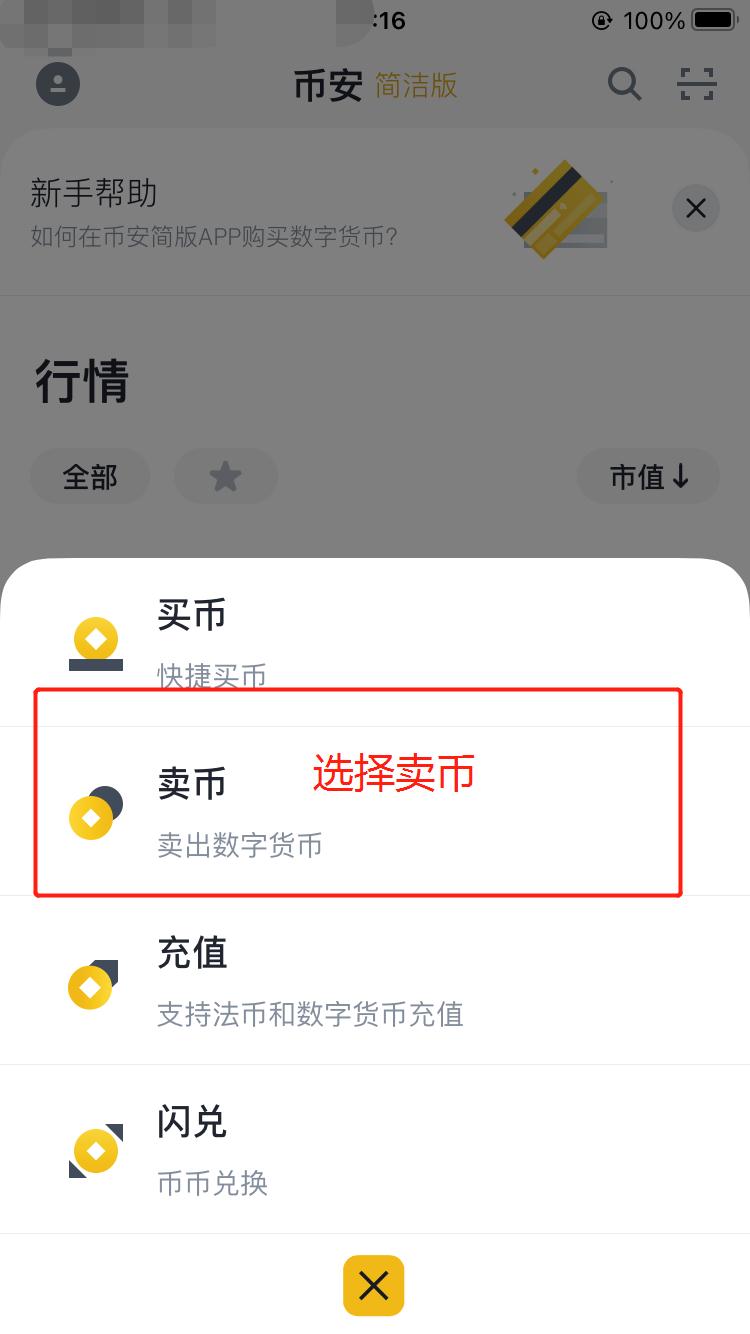 :16 100%
币安 简洁版
新手帮助
如何在币安简版APP购买数字货币?
行情
全部 市值↓
买币
快捷买币
卖币 选择卖币
卖出数字货币
充值
支持法币和数字货币充值
闪兑
币币兑换